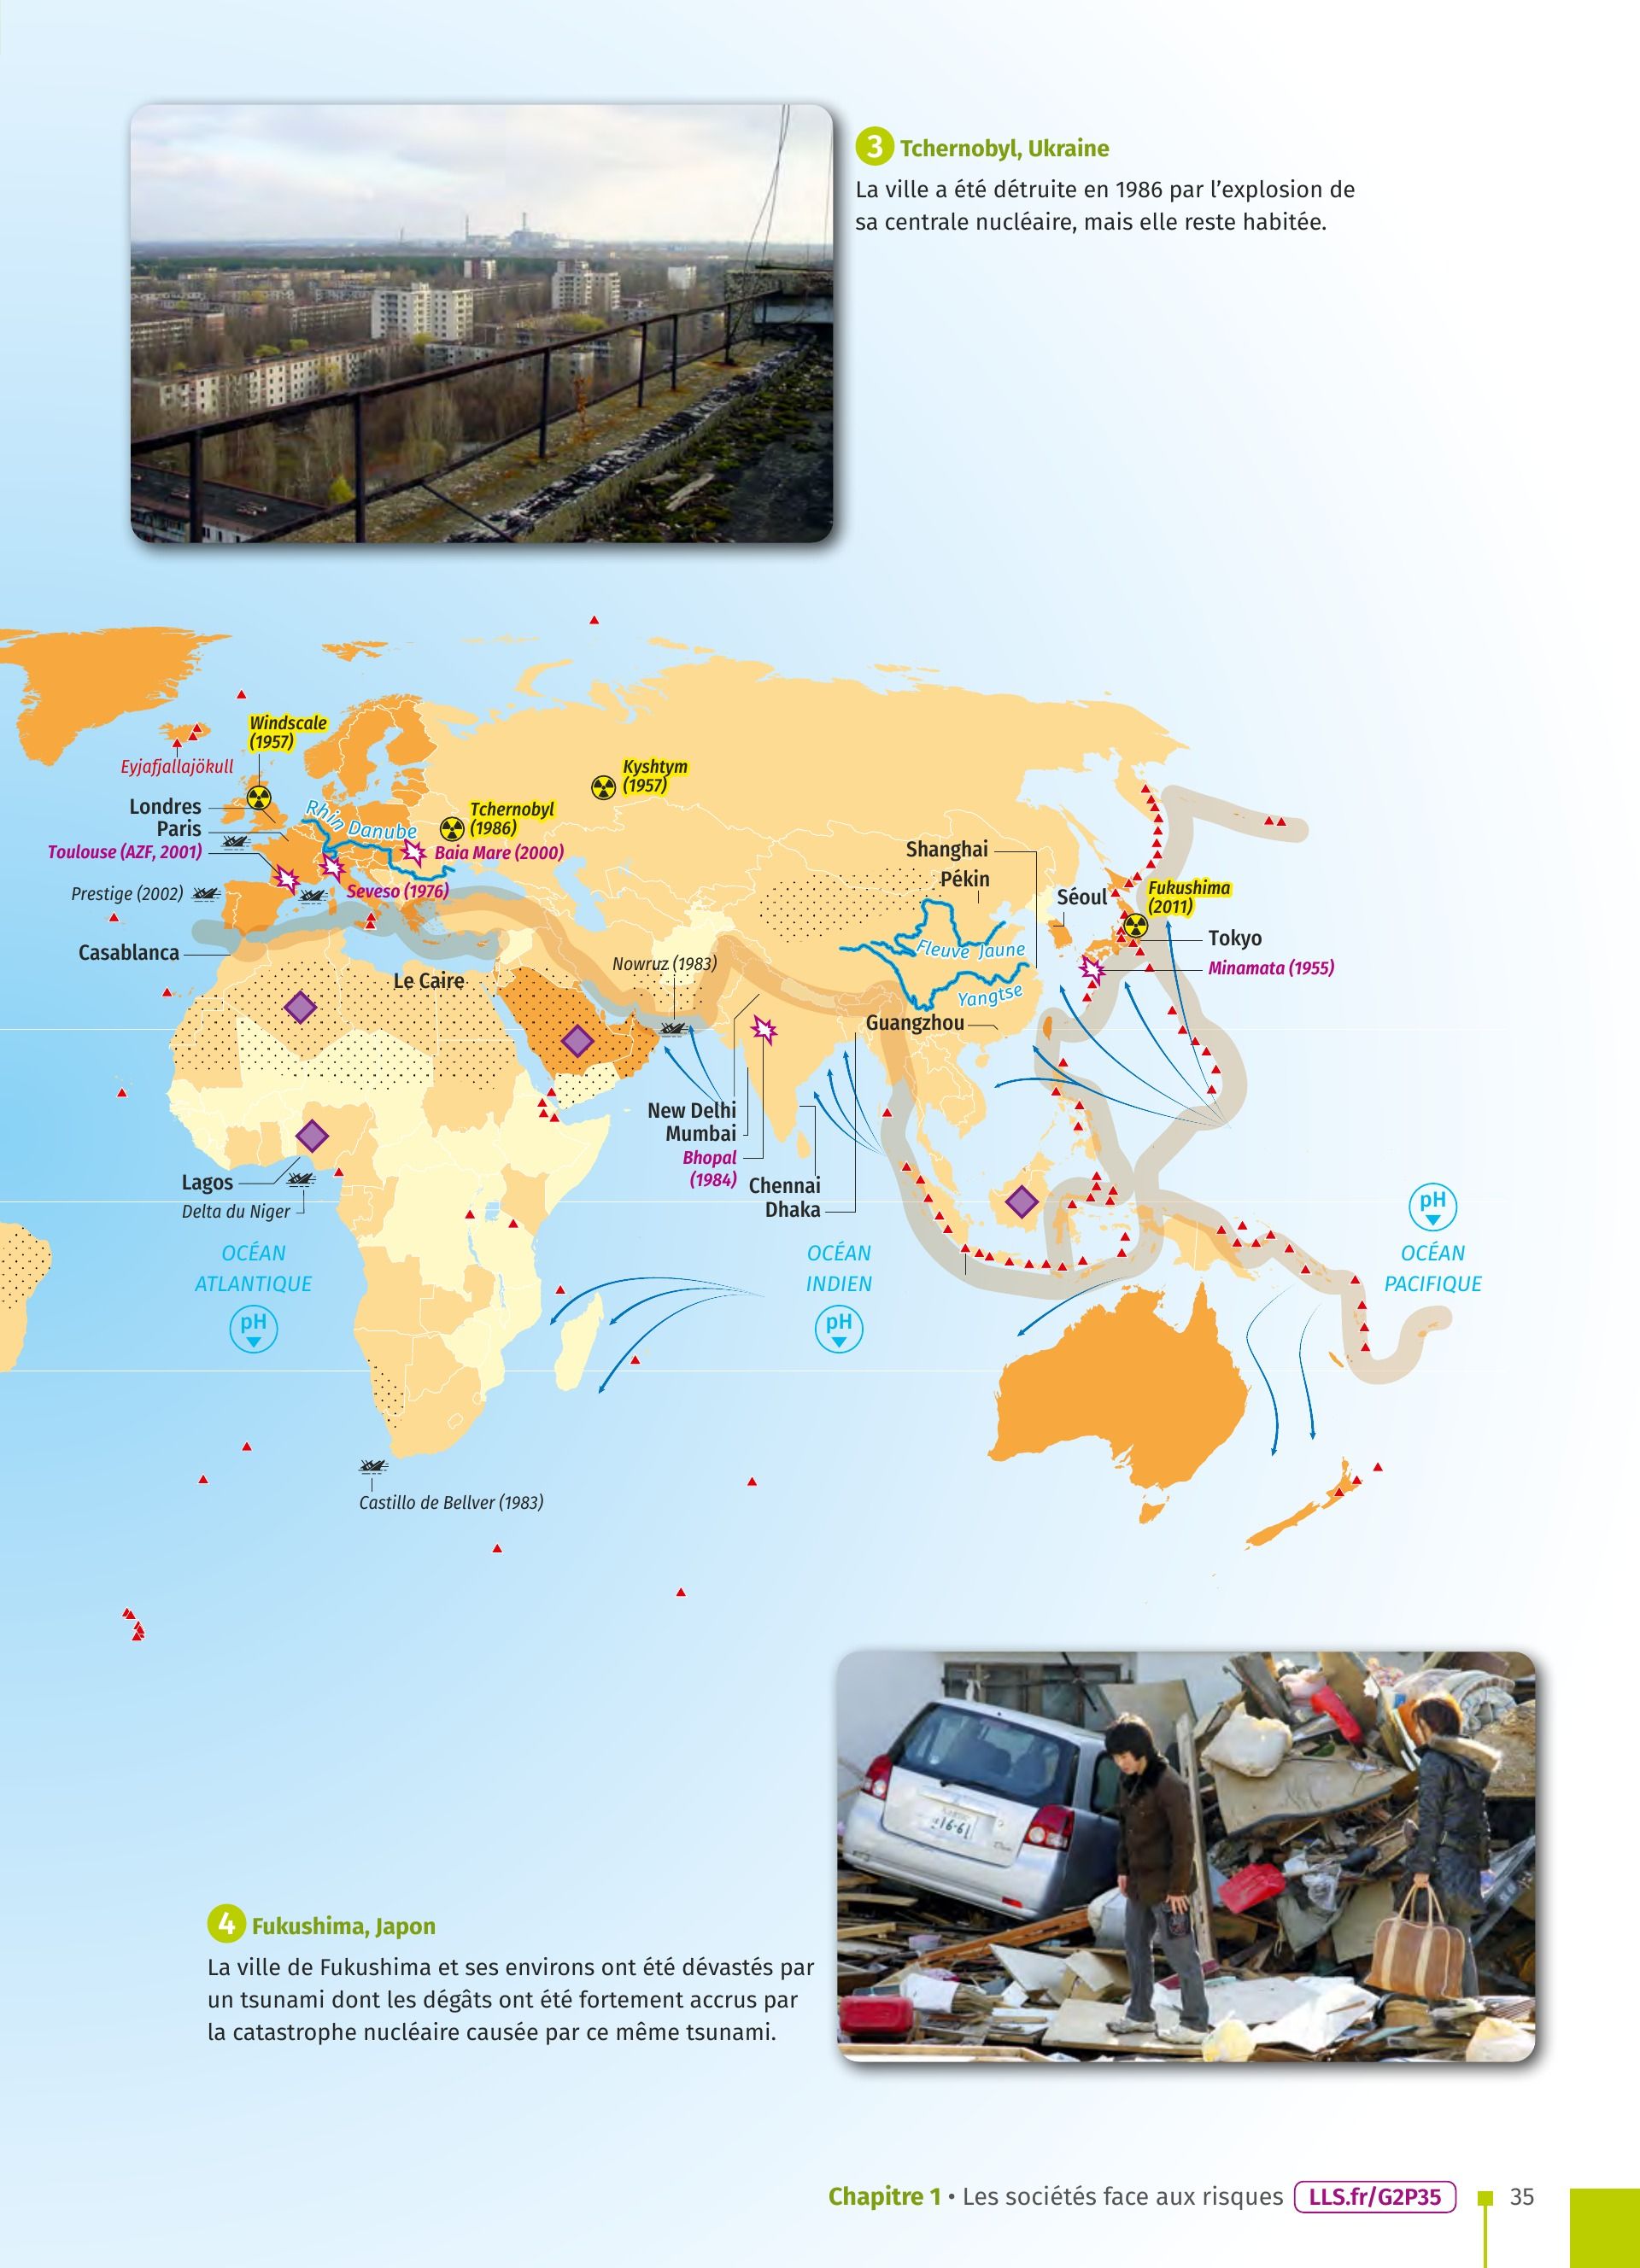 3 Tchernobyl, Ukraine
La ville a été détruite en 1986 par l’explosion de
sa centrale nucléaire, mais elle reste habitée.
Windscale
(1957)
Eyjafjallajökull
Kyshtym
(1957)
Londres
Paris
Toulouse (AZF, 2001)
Rhin
Danube
Tchernobyl
(1986)
Baia Mare (2000)
Prestige (2002)
Seveso (1976)
Casablanca
Le Caire
Nowruz (1983)
Shanghai
Pékin
Séoul
Fukushima
(2011)
Tokyo
Minamata (1955)
Fleuve Jaune
Yangtse
Guangzhou
New Delhi
Mumbai
Bhopal
(1984)
Chennai
Dhaka
Lagos
Delta du Niger
OCÉAN
ATLANTIQUE
pH
OCÉAN
INDIEN
pH
pH
OCÉAN
PACIFIQUE
Castillo de Bellver (1983)
4 Fukushima, Japon
La ville de Fukushima et ses environs ont été dévastés par
un tsunami dont les dégâts ont été fortement accrus par
la catastrophe nucléaire causée par ce même tsunami.
Chapitre 1 • Les sociétés face aux risques LLS.fr/G2P35 35